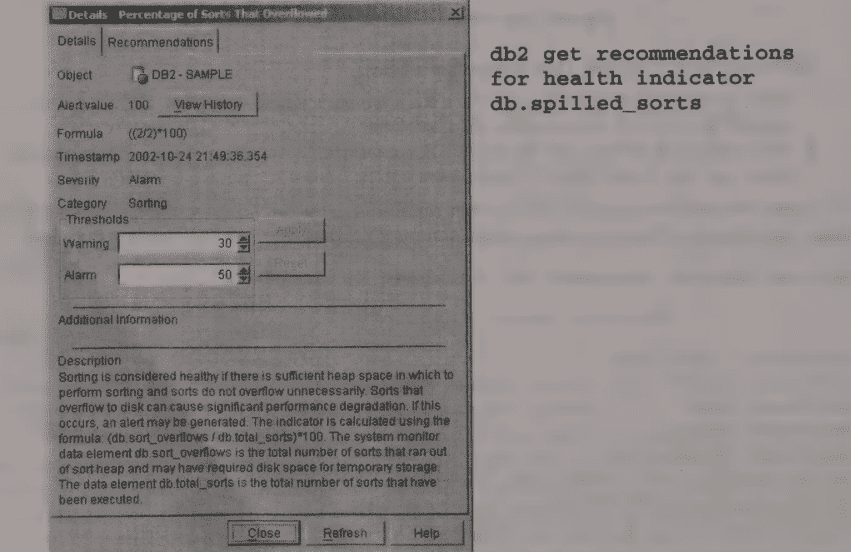 Details Percentage of Sorts That Overflowed
Details Recommendations
Object DB2 - SAMPLE
Alert value 100 View History
Formula ((2/2)*100)
Timestamp 2002-10-24 21:49:36.354
Severity Alarm
Category Sorting
Thresholds
Warning 30 Apply
Alarm 50 Reset
Additional Information
Description
Sorting is considered healthy if there is sufficient heap space in which to
perform sorting and sorts do not overflow unnecessarily. Sorts that
overflow to disk can cause significant performance degradation. If this
occurs, an alert may be generated. The indicator is calculated using the
formula: (db.sort_overflows / db.total_sorts)*100. The system monitor
data element db.sort_overflows is the total number of sorts that ran out
of sort heap and may have required disk space for temporary storage.
The data element db.total_sorts is the total number of sorts that have
been executed.
Close Refresh Help
db2 get recommendations
for health indicator
db.spilled_sorts